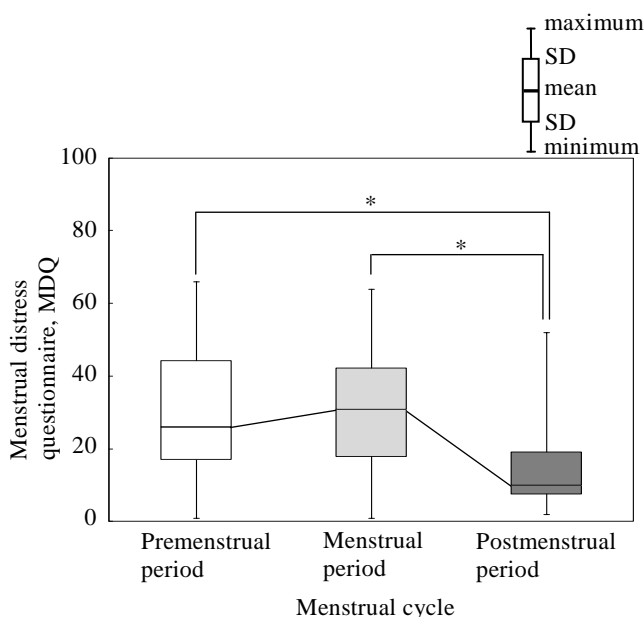 maximum
SD
mean
SD
minimum
100
80
60
40
20
0
Menstrual distress
questionnaire, MDQ
*
*
Premenstrual
period
Menstrual
period
Postmenstrual
period
Menstrual cycle